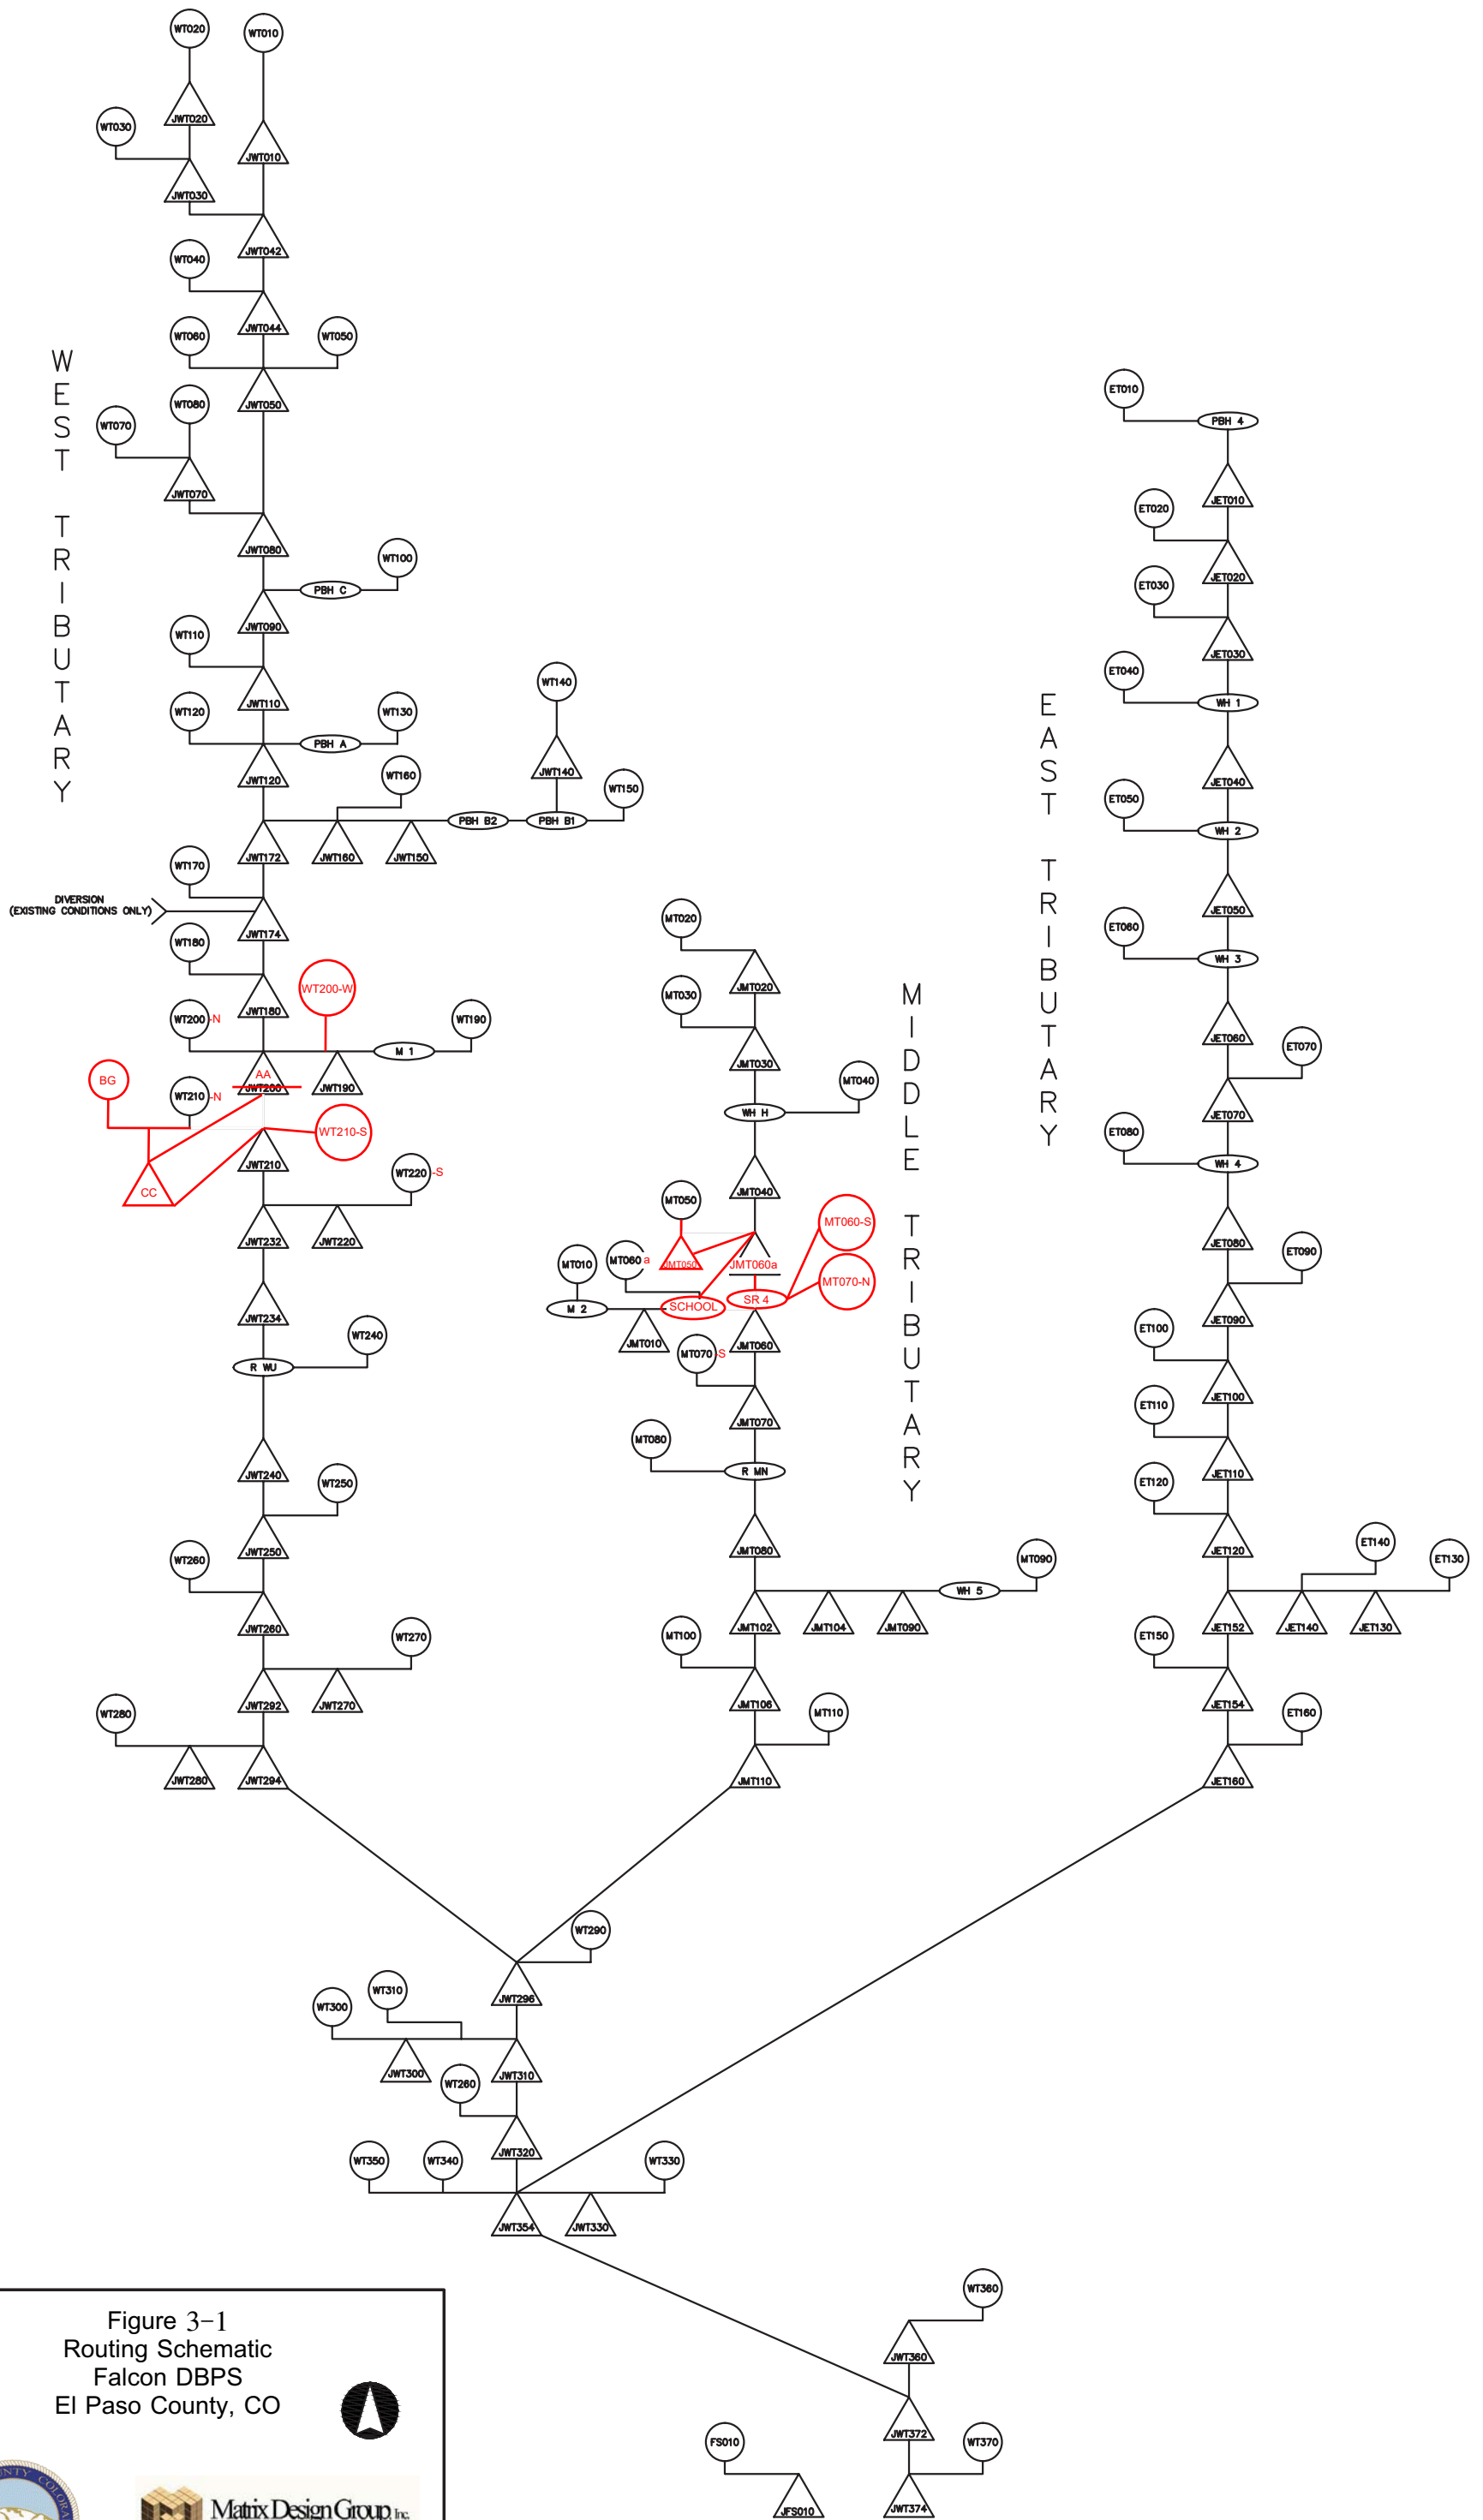 WT020
WT010
WT030
JWT020
JWT010
JWT030
JWT042
WT040
JWT044
WT060
WT050
JWT050
WT080
WT070
JWT070
JWT080
WT100
PBH C
JWT090
WT110
JWT110
WT120
WT130
PBH A
JWT120
WT140
JWT140
WT160
WT150
PBH B2
PBH B1
JWT172
JWT160
JWT150
WT170
DIVERSION
(EXISTING CONDITIONS ONLY)
JWT174
WT180
JWT180
WT200-W
WT200-N
WT190
M 1
AA
JWT200
JWT190
BG
WT210-N
WT210-S
JWT210
CC
WT220-S
JWT232
JWT220
JWT234
WT240
R WU
JWT240
WT250
JWT250
WT260
JWT260
WT270
JWT292
JWT270
WT280
JWT280
JWT294
WEST TRIBUTARY
MT020
JMT020
MT030
JMT030
MT040
WH H
JMT040
MT050
JMT050
MT060-S
MT060a
JMT060a
MT070-N
MT010
M 2
SCHOOL
SR 4
JMT010
JMT060
MT070-S
JMT070
MT080
R MN
JMT080
MT090
WH 5
JMT102
JMT104
JMT090
MT100
JMT106
MT110
JMT110
MIDDLE TRIBUTARY
ET010
PBH 4
JET010
ET020
JET020
ET030
JET030
ET040
WH 1
JET040
ET050
WH 2
JET050
ET060
WH 3
JET060
ET070
JET070
ET080
WH 4
JET080
ET090
JET090
ET100
JET100
ET110
JET110
ET120
JET120
ET140
ET130
JET152
JET140
JET130
ET150
JET154
ET160
JET160
EAST TRIBUTARY
WT290
JWT296
WT310
WT300
JWT300
JWT310
WT260
JWT320
WT350
WT340
WT330
JWT354
JWT330
WT360
JWT360
JWT372
FS010
WT370
JFS010
JWT374
Figure 3-1
Routing Schematic
Falcon DBPS
El Paso County, CO
Matrix Design Group, Inc.